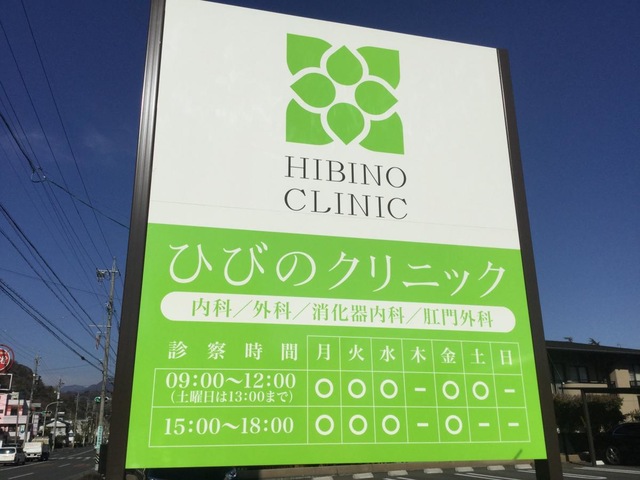 HIBINO
CLINIC
ひびのクリニック
内科／外科／消化器内科／肛門外科
診察時間 月 火 水 木 金 土 日
09:00〜12:00 ○ ○ ○ - ○ ○ -
（土曜日は13:00まで）
15:00〜18:00 ○ ○ ○ - ○ - -